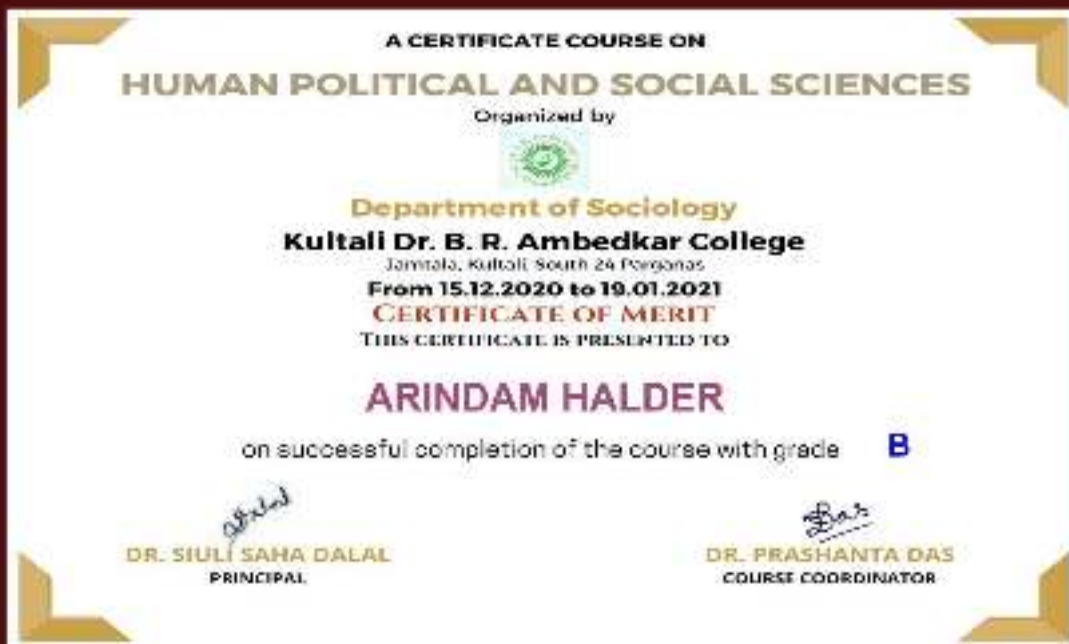 A CERTIFICATE COURSE ON
HUMAN POLITICAL AND SOCIAL SCIENCES
Organized by
Department of Sociology
Kultali Dr. B. R. Ambedkar College
Jamtala, Kultali, South 24 Parganas
From 15.12.2020 to 19.01.2021
CERTIFICATE OF MERIT
THIS CERTIFICATE IS PRESENTED TO
ARINDAM HALDER
on successful completion of the course with grade B
Das
DR. SIULI SAHA DALAL
DR. PRASHANTA DAS
PRINCIPAL
COURSE COORDINATOR